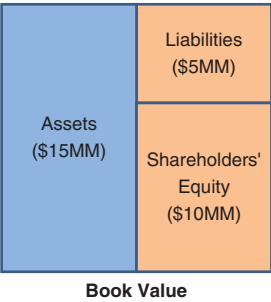 Assets
($15MM)
Liabilities
($5MM)
Shareholders'
Equity
($10MM)
Book Value